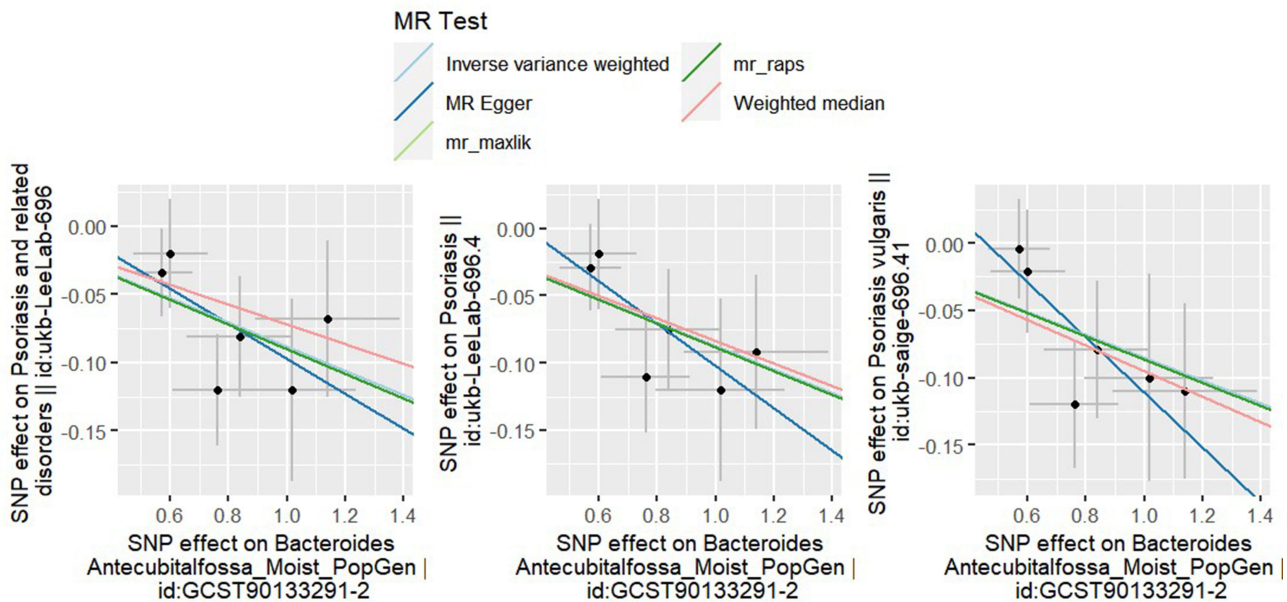 MR Test
Inverse variance weighted
mr_raps
MR Egger
Weighted median
mr_maxlik
SNP effect on Psoriasis and related
disorders || id:ukb-LeeLab-696
0.00
-0.05
-0.10
-0.15
0.6 0.8 1.0 1.2 1.4
SNP effect on Bacteroides
Antecubitalfossa_Moist_PopGen |
id:GCST90133291-2
SNP effect on Psoriasis ||
id:ukb-LeeLab-696.4
0.00
-0.05
-0.10
-0.15
0.6 0.8 1.0 1.2 1.4
SNP effect on Bacteroides
Antecubitalfossa_Moist_PopGen |
id:GCST90133291-2
SNP effect on Psoriasis vulgaris ||
id:ukb-saige-696.41
0.00
-0.05
-0.10
-0.15
0.6 0.8 1.0 1.2 1.4
SNP effect on Bacteroides
Antecubitalfossa_Moist_PopGen |
id:GCST90133291-2